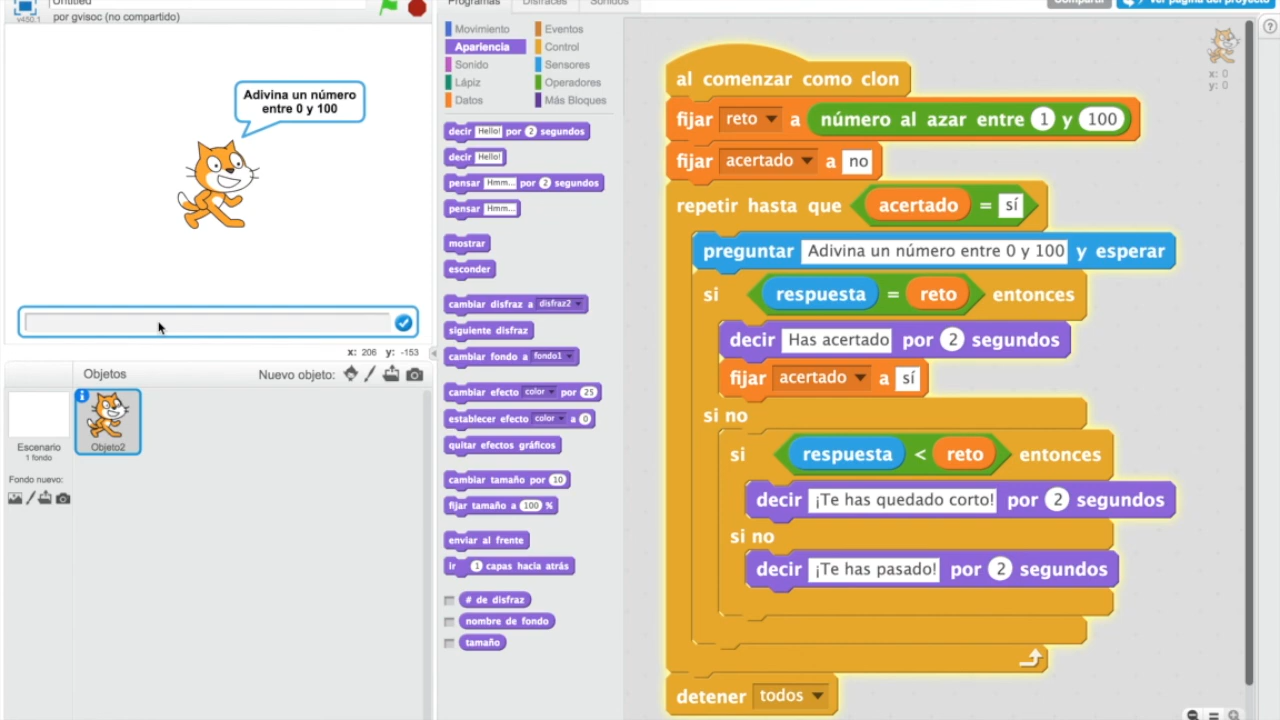 Untitled
por gvisoc (no compartido)
v450.1
Adivina un número
entre 0 y 100
x: 206 y: -153
Objetos
Nuevo objeto:
Escenario
1 fondo
Fondo nuevo:
Objeto2
Programas
Disfraces
Sonidos
Movimiento
Apariencia
Sonido
Lápiz
Datos
Eventos
Control
Sensores
Operadores
Más Bloques
decir Hello! por 2 segundos
decir Hello!
pensar Hmm... por 2 segundos
pensar Hmm...
mostrar
esconder
cambiar disfraz a disfraz2
siguiente disfraz
cambiar fondo a fondo1
cambiar efecto color por 25
establecer efecto color a 0
quitar efectos gráficos
cambiar tamaño por 10
fijar tamaño a 100 %
enviar al frente
ir 1 capas hacia atrás
# de disfraz
nombre de fondo
tamaño
Compartir
Ver página del proyecto
x: 0
y: 0
al comenzar como clon
fijar reto a número al azar entre 1 y 100
fijar acertado a no
repetir hasta que acertado = sí
preguntar Adivina un número entre 0 y 100 y esperar
si respuesta = reto entonces
decir Has acertado por 2 segundos
fijar acertado a sí
si no
si respuesta < reto entonces
decir ¡Te has quedado corto! por 2 segundos
si no
decir ¡Te has pasado! por 2 segundos
detener todos